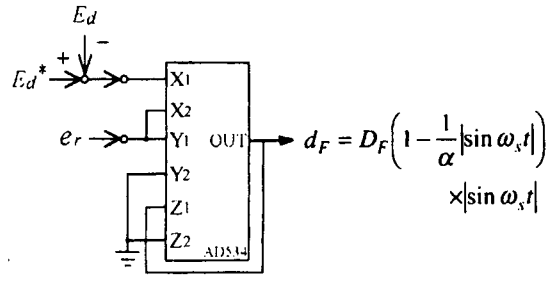 E_d
+ −
E_d*
X1
X2
e_r
Y1
OUT
d_F = D_F(1 − 1/α |sin ω_s t|)
×|sin ω_s t|
Y2
Z1
Z2
AD534